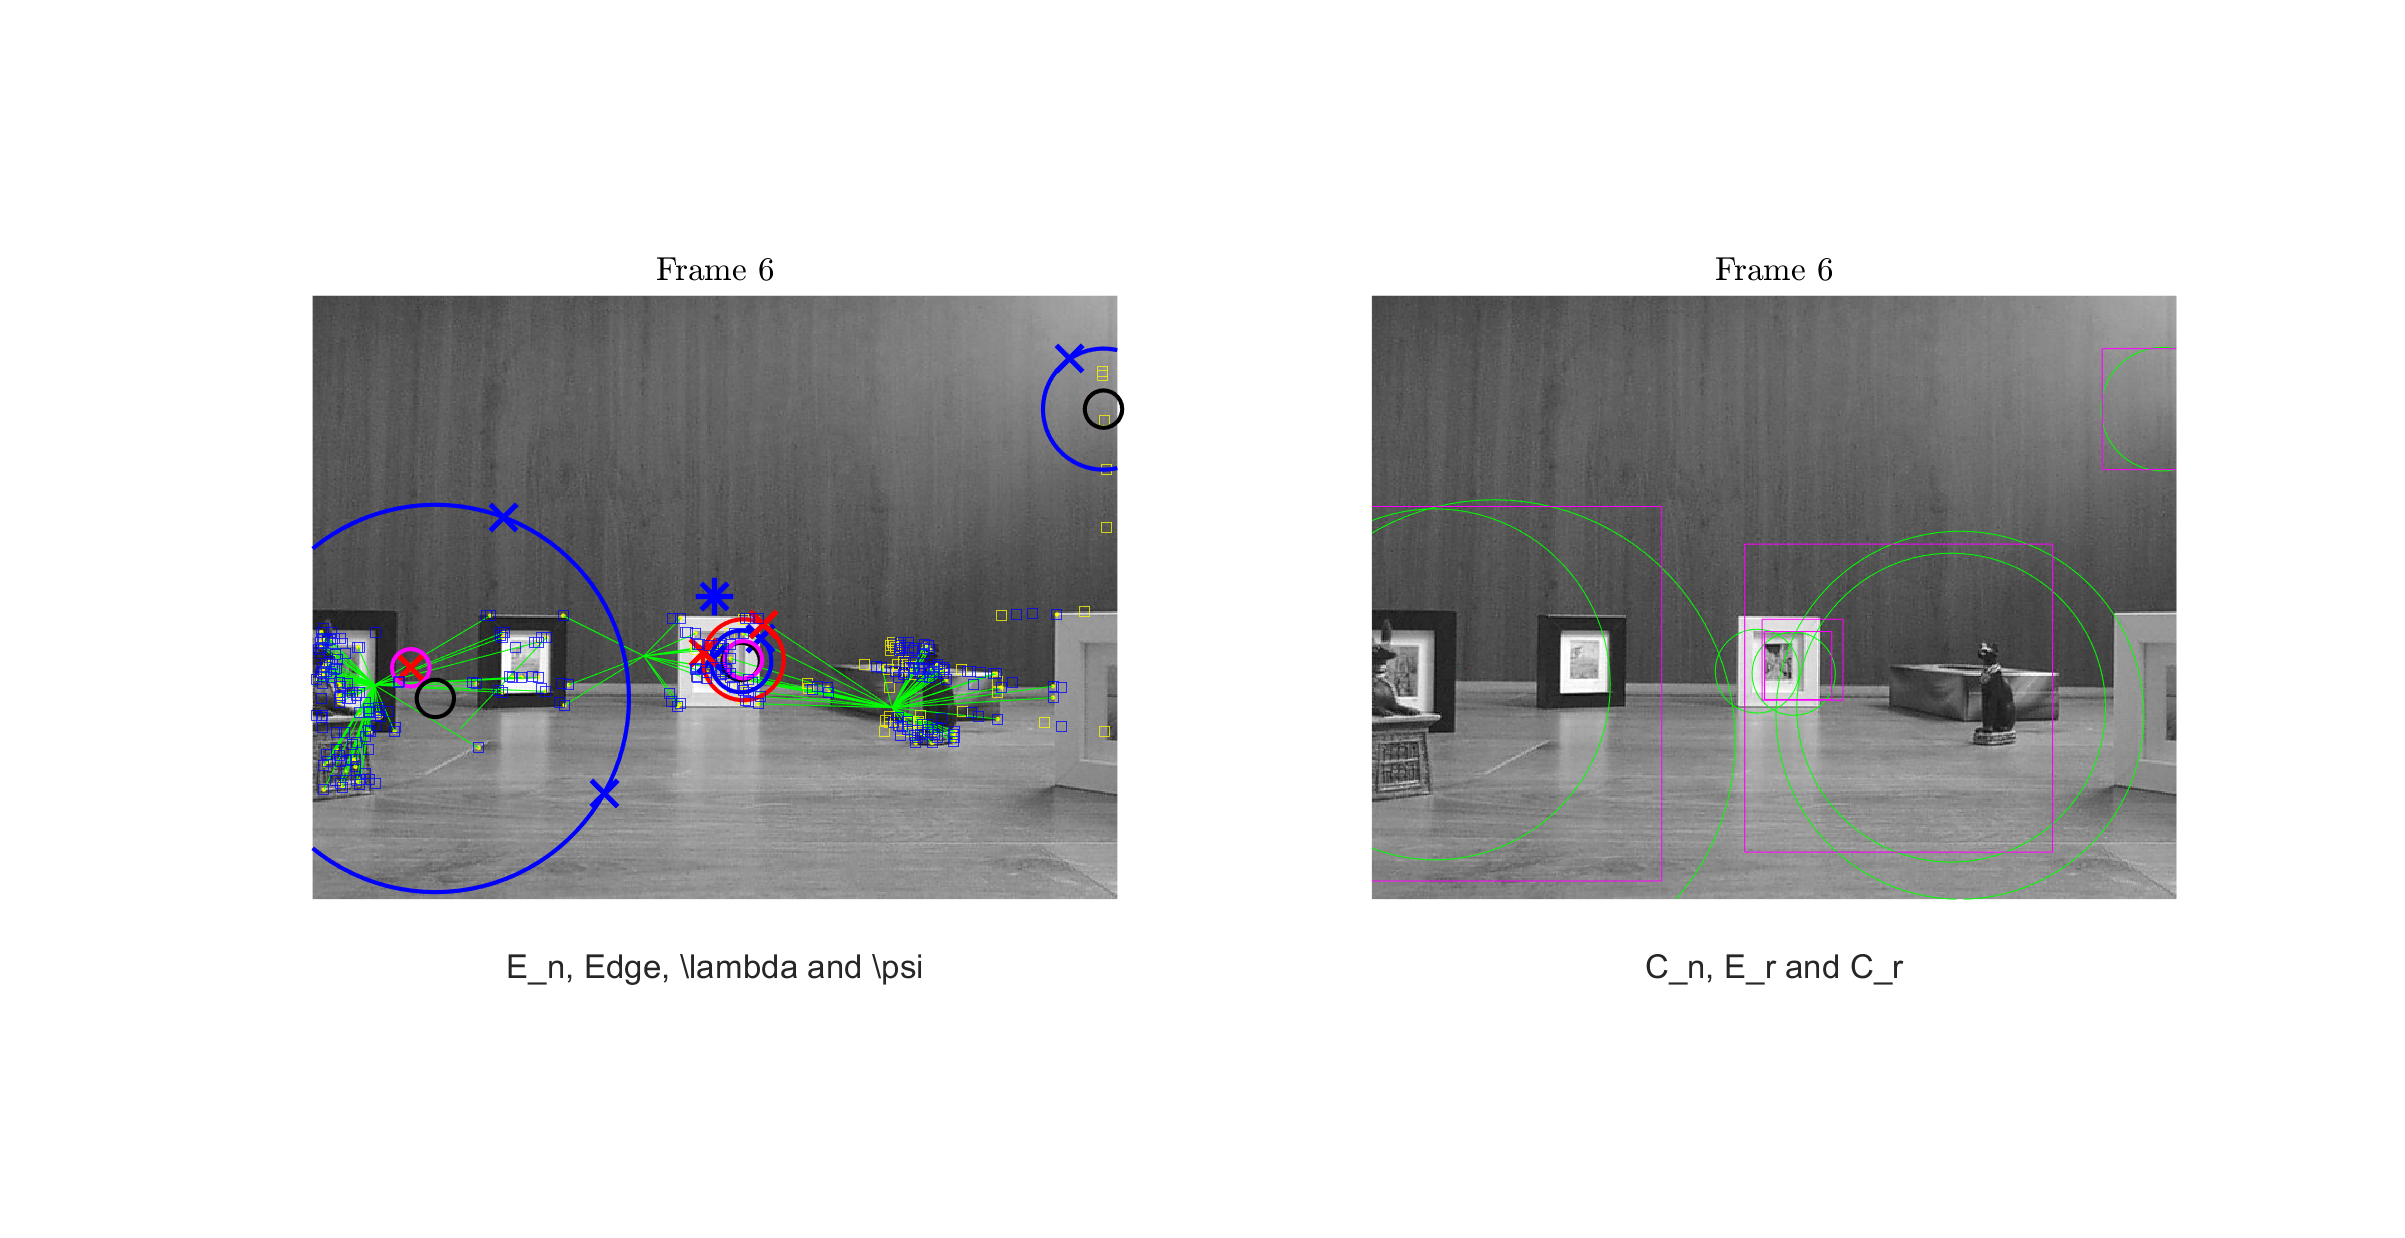 Frame 6
Frame 6
E_n, Edge, \lambda and \psi
C_n, E_r and C_r